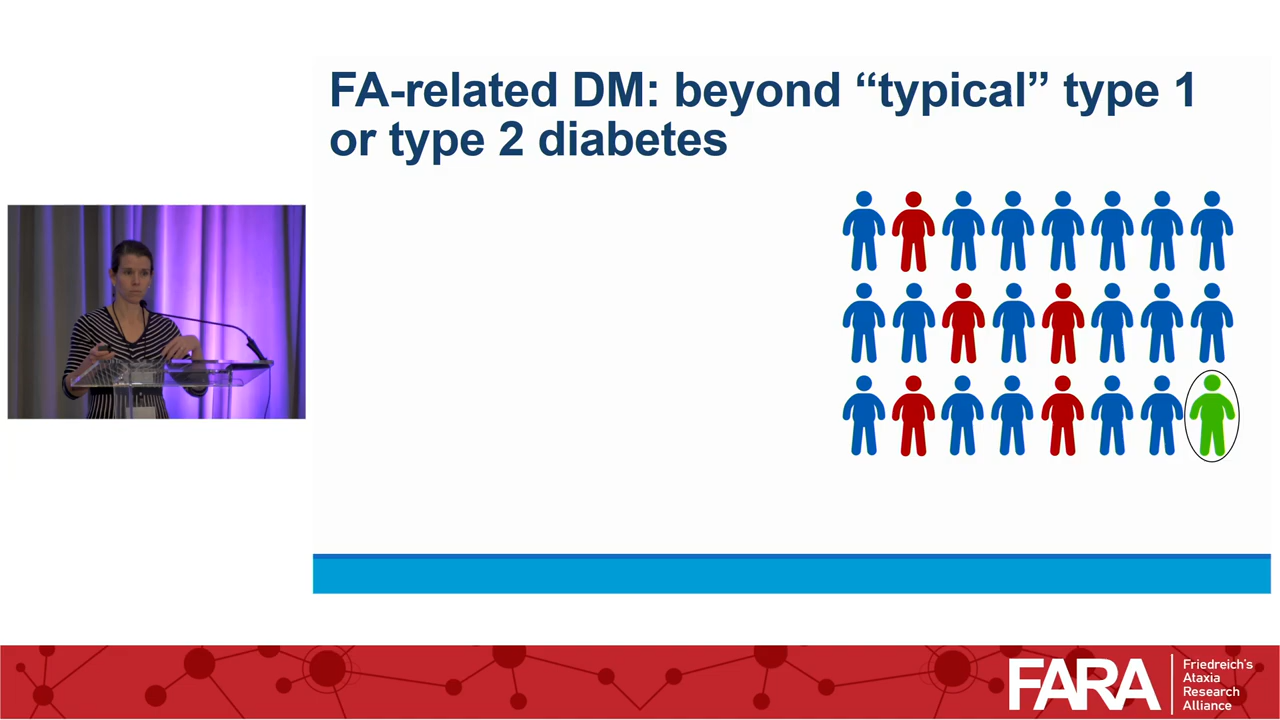 FA-related DM: beyond “typical” type 1
or type 2 diabetes
FARA
Friedreich's
Ataxia
Research
Alliance